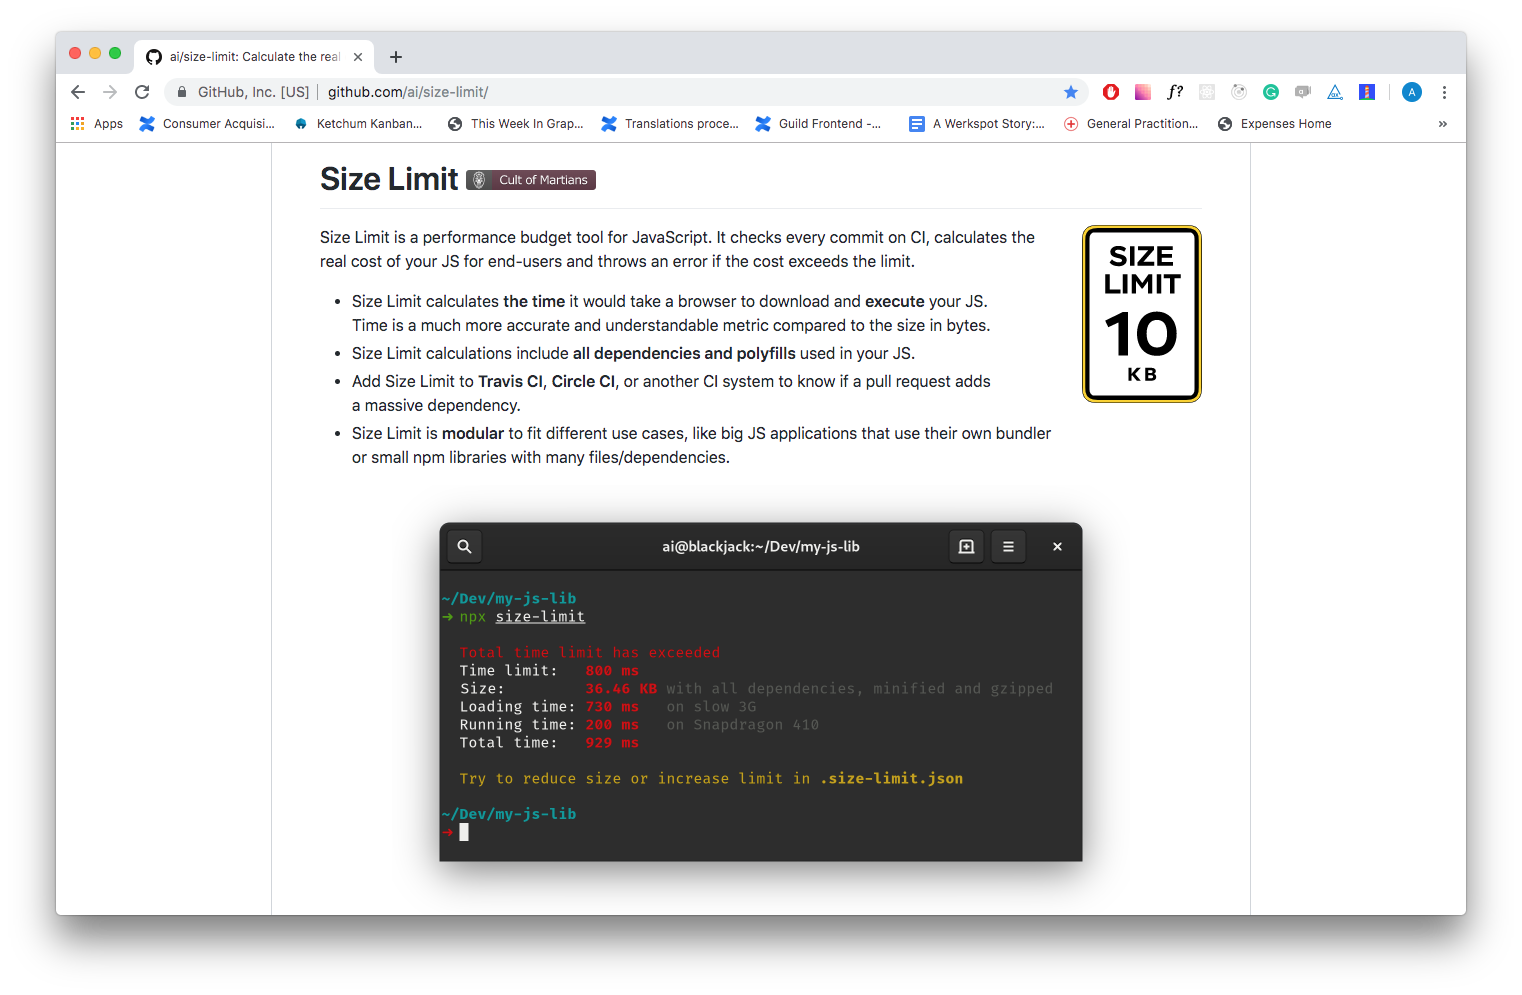 ai/size-limit: Calculate the real
GitHub, Inc. [US] | github.com/ai/size-limit/
f?
A
Apps
Consumer Acquisi...
Ketchum Kanban...
This Week In Grap...
Translations proce...
Guild Frontend -...
A Werkspot Story:...
General Practition...
Expenses Home
»
Size Limit
Cult of Martians
Size Limit is a performance budget tool for JavaScript. It checks every commit on CI, calculates the
real cost of your JS for end-users and throws an error if the cost exceeds the limit.
SIZE
LIMIT
10
KB
• Size Limit calculates the time it would take a browser to download and execute your JS.
Time is a much more accurate and understandable metric compared to the size in bytes.
• Size Limit calculations include all dependencies and polyfills used in your JS.
• Add Size Limit to Travis CI, Circle CI, or another CI system to know if a pull request adds
a massive dependency.
• Size Limit is modular to fit different use cases, like big JS applications that use their own bundler
or small npm libraries with many files/dependencies.
ai@blackjack:~/Dev/my-js-lib
~/Dev/my-js-lib
→ npx size-limit
Total time limit has exceeded
Time limit: 800 ms
Size: 36.46 KB with all dependencies, minified and gzipped
Loading time: 730 ms on slow 3G
Running time: 200 ms on Snapdragon 410
Total time: 929 ms
Try to reduce size or increase limit in .size-limit.json
~/Dev/my-js-lib
→